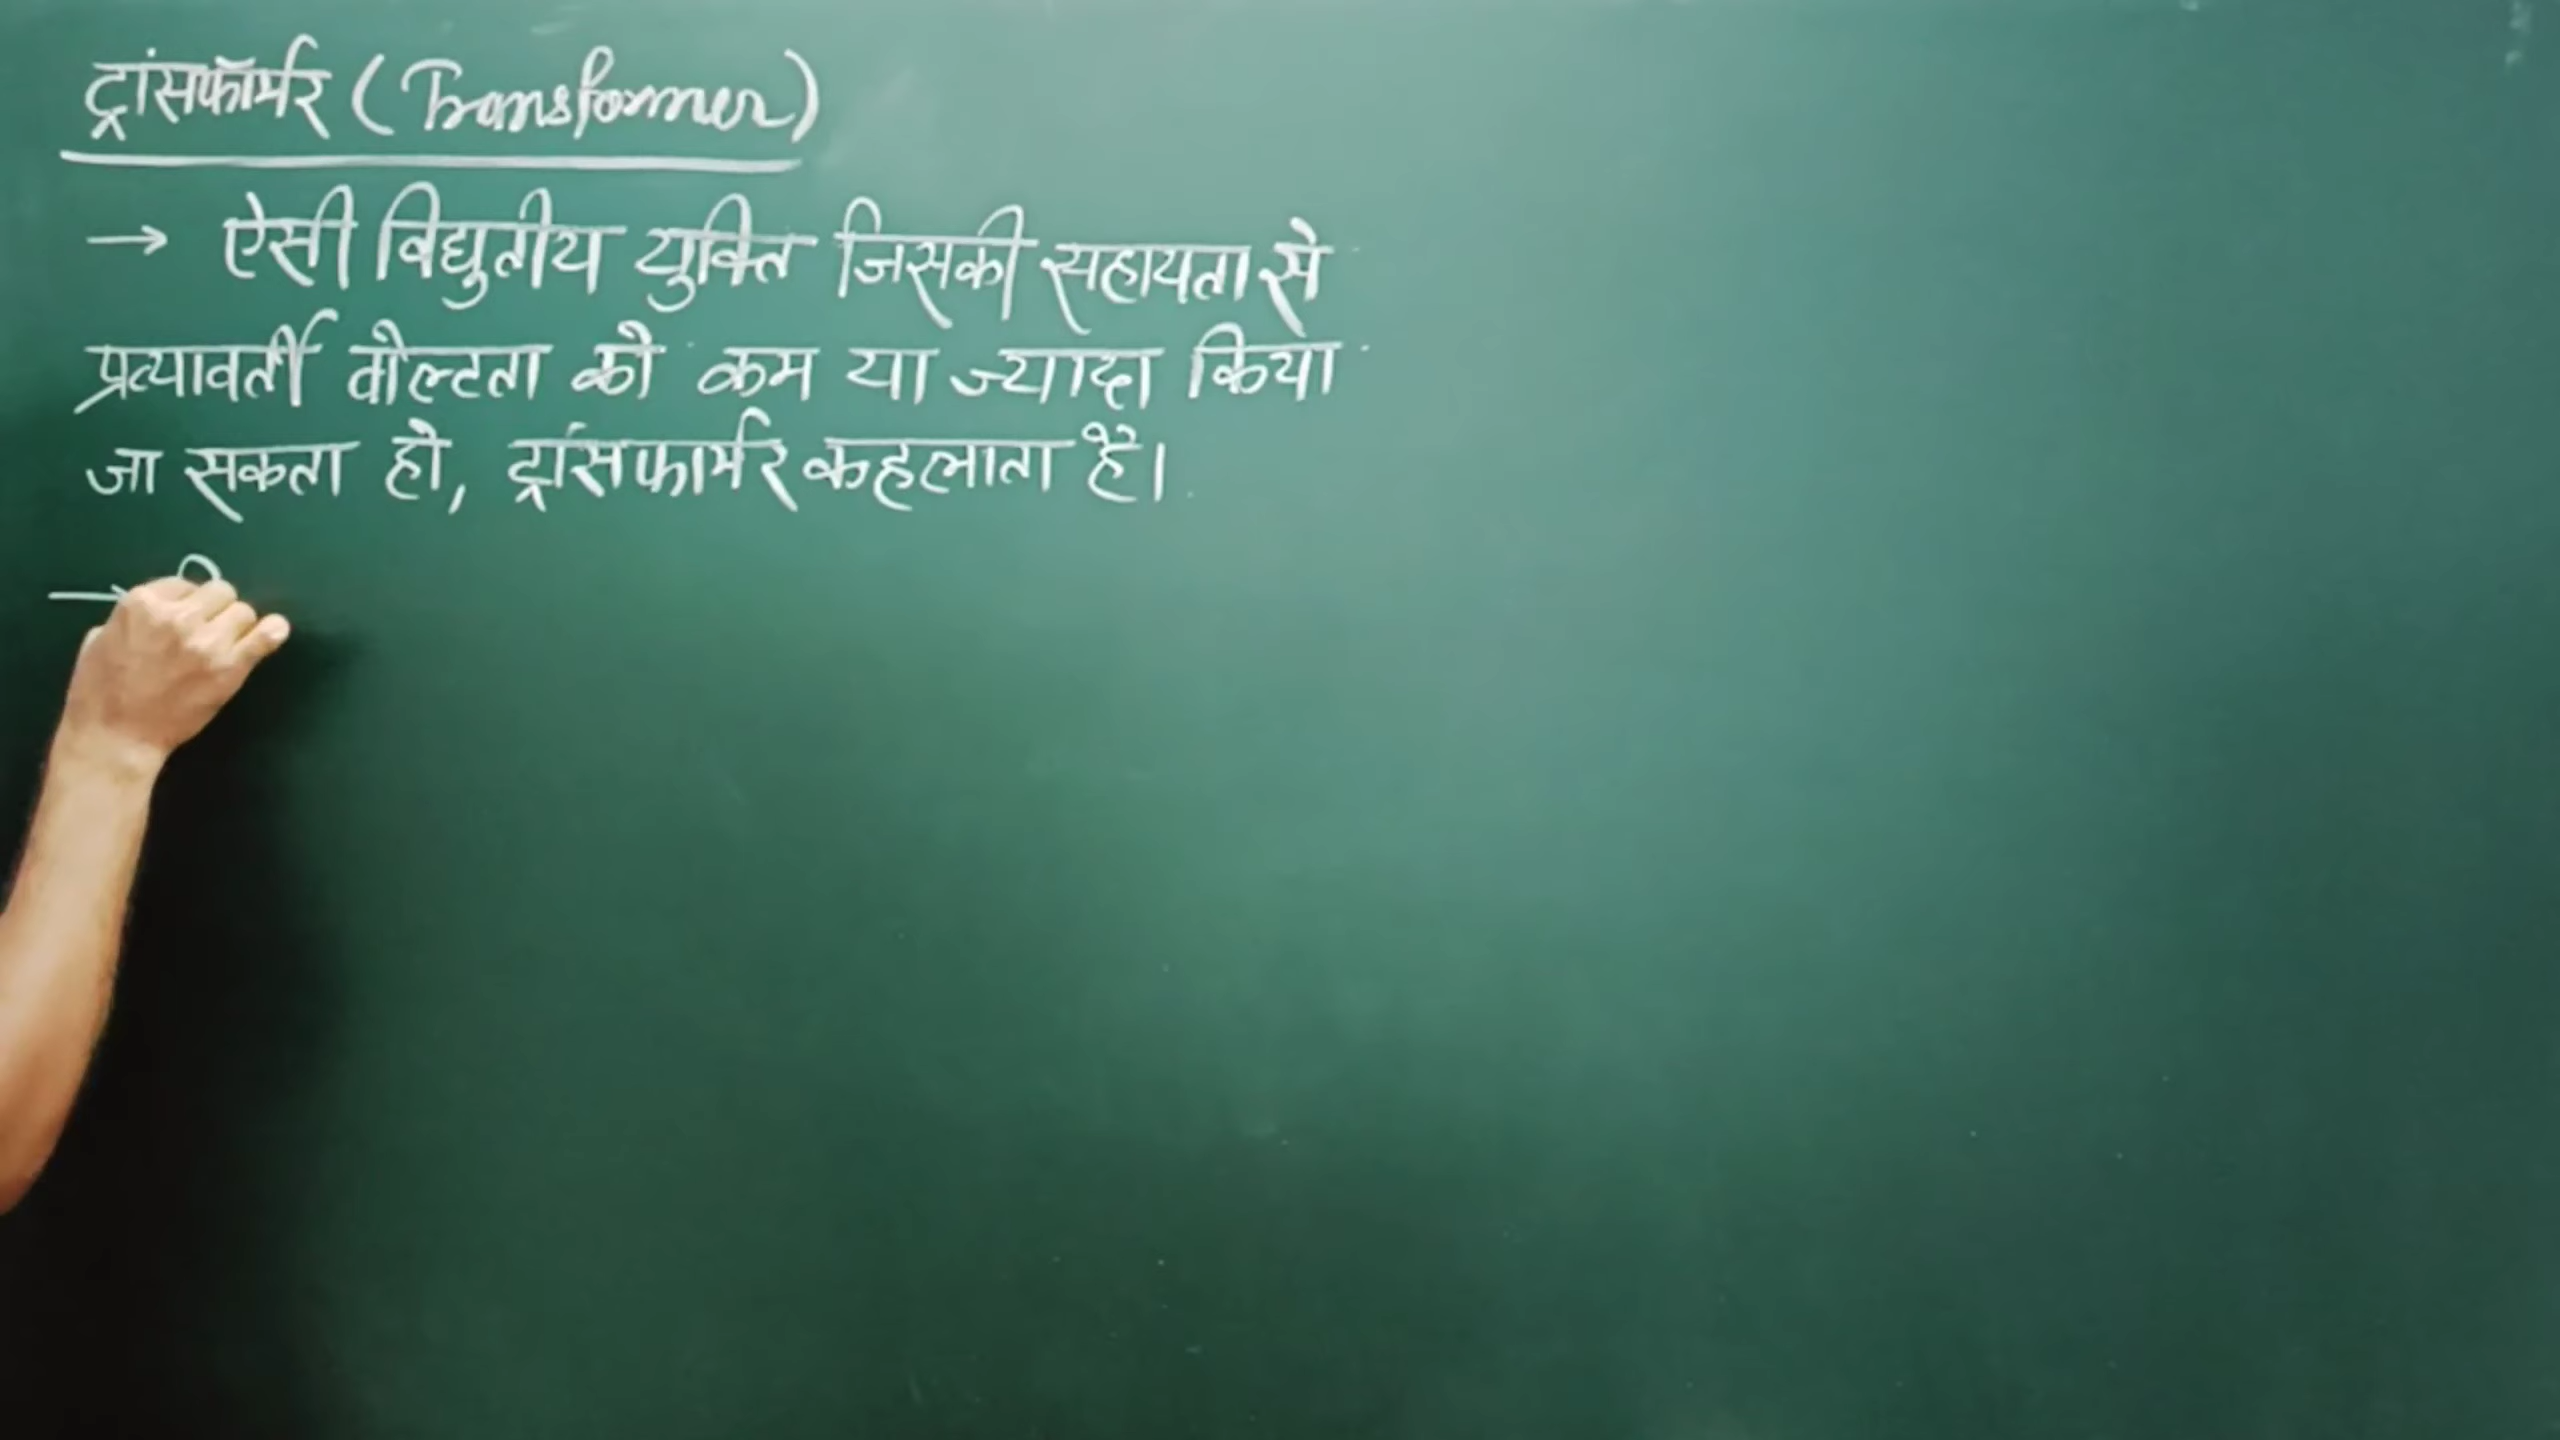 ट्रांसफॉर्मर (Transformer)
→ ऐसी विद्युतीय युक्ति जिसकी सहायता से
प्रत्यावर्ती वोल्टता को कम या ज्यादा किया
जा सकता हो, ट्रांसफार्मर कहलाता है।
→